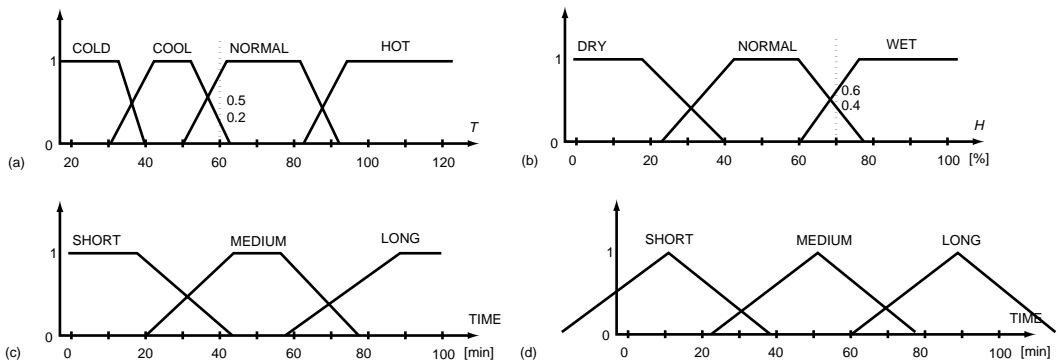 COLD COOL NORMAL HOT
1
0.5
0.2
T
0
(a)
20 40 60 80 100 120
DRY NORMAL WET
1
0.6
0.4
H
0
(b)
0 20 40 60 80 100 [%]
SHORT MEDIUM LONG
1
TIME
0
(c)
0 20 40 60 80 100 [min]
SHORT MEDIUM LONG
1
TIME
0
(d)
0 20 40 60 80 100 [min]